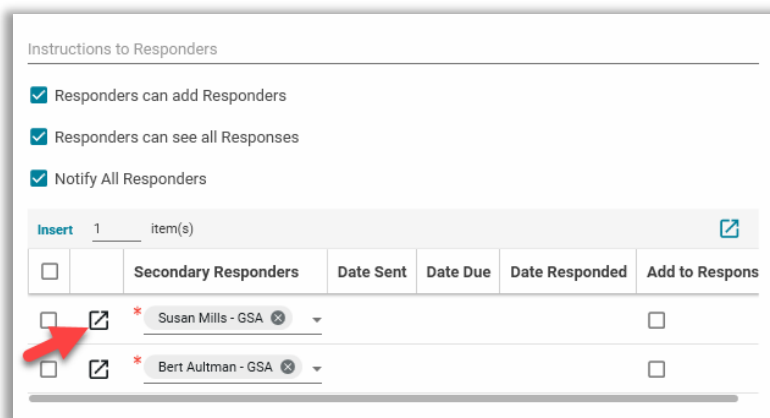 Instructions to Responders
Responders can add Responders
Responders can see all Responses
Notify All Responders
Insert 1 item(s)
Secondary Responders Date Sent Date Due Date Responded Add to Respons
* Susan Mills - GSA
* Bert Aultman - GSA